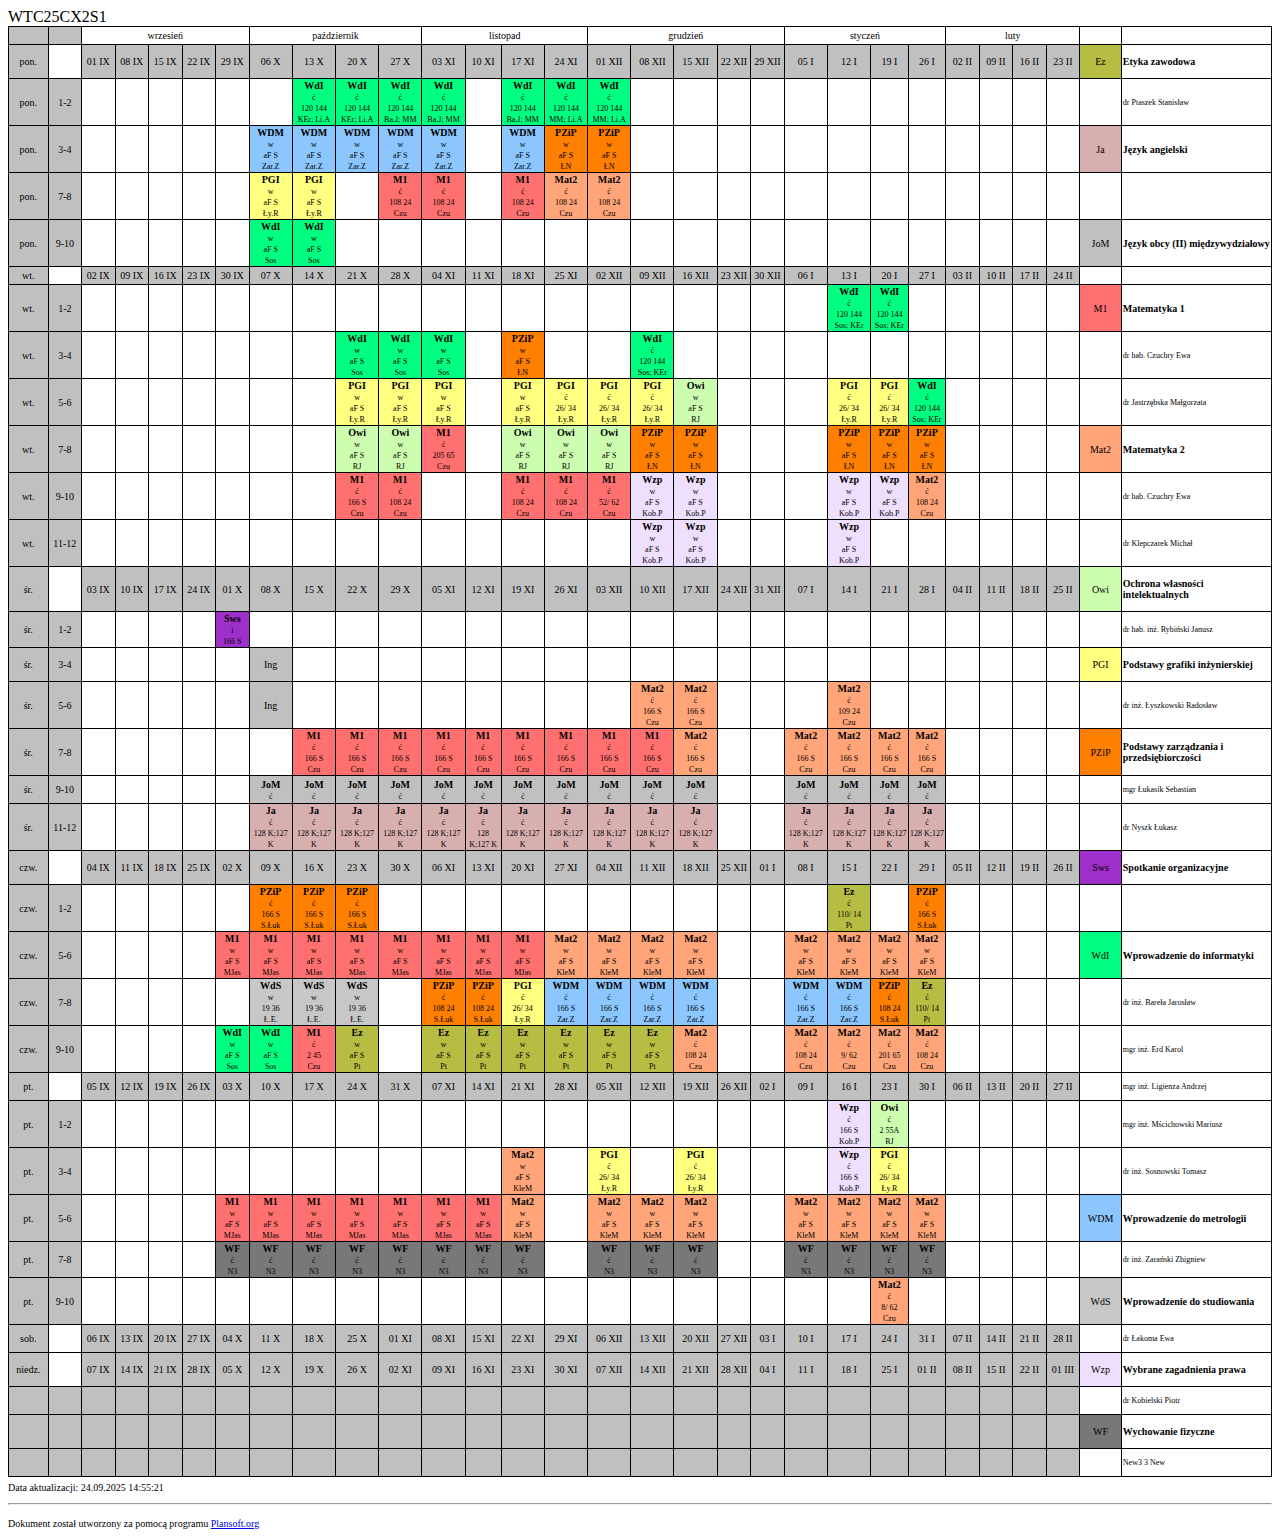 WTC25CX2S1
wrzesień październik listopad grudzień styczeń luty
pon. 01 IX 08 IX 15 IX 22 IX 29 IX 06 X 13 X 20 X 27 X 03 XI 10 XI 17 XI 24 XI 01 XII 08 XII 15 XII 22 XII 29 XII 05 I 12 I 19 I 26 I 02 II 09 II 16 II 23 II Ez Etyka zawodowa
WdI WdI WdI WdI WdI WdI WdI
pon. 1-2 ć ć ć ć ć ć ć dr Ptaszek Stanisław
120 144 120 144 120 144 120 144 120 144 120 144 120 144
KEr; Li.A KEr; Li.A Ba.J; MM Ba.J; MM Ba.J; MM MM; Li.A MM; Li.A
WDM WDM WDM WDM WDM WDM PZiP PZiP
pon. 3-4 w w w w w w w w Ja Język angielski
aF S aF S aF S aF S aF S aF S aF S aF S
Zar.Z Zar.Z Zar.Z Zar.Z Zar.Z Zar.Z ŁN ŁN
PGI PGI M1 M1 M1 Mat2 Mat2
pon. 7-8 w w ć ć ć ć ć
aF S aF S 108 24 108 24 108 24 108 24 108 24
Ły.R Ły.R Czu Czu Czu Czu Czu
WdI WdI
pon. 9-10 w w JoM Język obcy (II) międzywydziałowy
aF S aF S
Sos Sos
wt. 02 IX 09 IX 16 IX 23 IX 30 IX 07 X 14 X 21 X 28 X 04 XI 11 XI 18 XI 25 XI 02 XII 09 XII 16 XII 23 XII 30 XII 06 I 13 I 20 I 27 I 03 II 10 II 17 II 24 II
WdI WdI
wt. 1-2 ć ć M1 Matematyka 1
120 144 120 144
Sos; KEr Sos; KEr
WdI WdI WdI PZiP WdI
wt. 3-4 w w w w ć dr hab. Czuchry Ewa
aF S aF S aF S aF S 120 144
Sos Sos Sos ŁN Sos; KEr
PGI PGI PGI PGI PGI PGI PGI Owi PGI PGI WdI
wt. 5-6 w w w w ć ć ć w ć ć ć dr Jastrzębska Małgorzata
aF S aF S aF S aF S 26/ 34 26/ 34 26/ 34 aF S 26/ 34 26/ 34 120 144
Ły.R Ły.R Ły.R Ły.R Ły.R Ły.R Ły.R RJ Ły.R Ły.R Sos; KEr
Owi Owi M1 Owi Owi Owi PZiP PZiP PZiP PZiP PZiP
wt. 7-8 w w ć w w w w w w w w Mat2 Matematyka 2
aF S aF S 205 65 aF S aF S aF S aF S aF S aF S aF S aF S
RJ RJ Czu RJ RJ RJ ŁN ŁN ŁN ŁN ŁN
M1 M1 M1 M1 M1 Wzp Wzp Wzp Wzp Mat2
wt. 9-10 ć ć ć ć ć w w w w ć dr hab. Czuchry Ewa
166 S 108 24 108 24 108 24 52/ 62 aF S aF S aF S aF S 108 24
Czu Czu Czu Czu Czu Kob.P Kob.P Kob.P Kob.P Czu
Wzp Wzp Wzp
wt. 11-12 w w w dr Klepczarek Michał
aF S aF S aF S
Kob.P Kob.P Kob.P
śr. 03 IX 10 IX 17 IX 24 IX 01 X 08 X 15 X 22 X 29 X 05 XI 12 XI 19 XI 26 XI 03 XII 10 XII 17 XII 24 XII 31 XII 07 I 14 I 21 I 28 I 04 II 11 II 18 II 25 II Owi Ochrona własności
intelektualnych
Sws
śr. 1-2 i dr hab. inż. Rybiński Janusz
166 S
śr. 3-4 Ing PGI Podstawy grafiki inżynierskiej
Mat2 Mat2 Mat2
śr. 5-6 Ing ć ć ć dr inż. Łyszkowski Radosław
166 S 166 S 109 24
Czu Czu Czu
M1 M1 M1 M1 M1 M1 M1 M1 M1 Mat2 Mat2 Mat2 Mat2 Mat2
śr. 7-8 ć ć ć ć ć ć ć ć ć ć ć ć ć ć PZiP Podstawy zarządzania i
166 S 166 S 166 S 166 S 166 S 166 S 166 S 166 S 166 S 166 S 166 S 166 S 166 S 166 S przedsiębiorczości
Czu Czu Czu Czu Czu Czu Czu Czu Czu Czu Czu Czu Czu Czu
JoM JoM JoM JoM JoM JoM JoM JoM JoM JoM JoM JoM JoM JoM JoM
śr. 9-10 ć ć ć ć ć ć ć ć ć ć ć ć ć ć ć mgr Łukasik Sebastian
Ja Ja Ja Ja Ja Ja Ja Ja Ja Ja Ja Ja Ja Ja Ja
śr. 11-12 ć ć ć ć ć ć ć ć ć ć ć ć ć ć ć dr Nyszk Łukasz
128 K;127 128 K;127 128 K;127 128 K;127 128 K;127 128 128 K;127 128 K;127 128 K;127 128 K;127 128 K;127 128 K;127 128 K;127 128 K;127 128 K;127
K K K K K K;127 K K K K K K K K K K
czw. 04 IX 11 IX 18 IX 25 IX 02 X 09 X 16 X 23 X 30 X 06 XI 13 XI 20 XI 27 XI 04 XII 11 XII 18 XII 25 XII 01 I 08 I 15 I 22 I 29 I 05 II 12 II 19 II 26 II Sws Spotkanie organizacyjne
PZiP PZiP PZiP Ez PZiP
czw. 1-2 ć ć ć ć ć
166 S 166 S 166 S 110/ 14 166 S
S.Łuk S.Łuk S.Łuk Pt S.Łuk
M1 M1 M1 M1 M1 M1 M1 M1 Mat2 Mat2 Mat2 Mat2 Mat2 Mat2 Mat2 Mat2
czw. 5-6 w w w w w w w w w w w w w w w w WdI Wprowadzenie do informatyki
aF S aF S aF S aF S aF S aF S aF S aF S aF S aF S aF S aF S aF S aF S aF S aF S
MJas MJas MJas MJas MJas MJas MJas MJas KleM KleM KleM KleM KleM KleM KleM KleM
WdS WdS WdS PZiP PZiP PGI WDM WDM WDM WDM WDM WDM PZiP Ez
czw. 7-8 w w w ć ć ć ć ć ć ć ć ć ć ć dr inż. Bareła Jarosław
19 36 19 36 19 36 108 24 108 24 26/ 34 166 S 166 S 166 S 166 S 166 S 166 S 108 24 110/ 14
Ł.E. Ł.E. Ł.E. S.Łuk S.Łuk Ły.R Zar.Z Zar.Z Zar.Z Zar.Z Zar.Z Zar.Z S.Łuk Pt
WdI WdI M1 Ez Ez Ez Ez Ez Ez Ez Mat2 Mat2 Mat2 Mat2 Mat2
czw. 9-10 w w ć w w w w w w w ć ć ć ć ć mgr inż. Erd Karol
aF S aF S 2 45 aF S aF S aF S aF S aF S aF S aF S 108 24 108 24 9/ 62 201 65 108 24
Sos Sos Czu Pt Pt Pt Pt Pt Pt Pt Czu Czu Czu Czu Czu
pt. 05 IX 12 IX 19 IX 26 IX 03 X 10 X 17 X 24 X 31 X 07 XI 14 XI 21 XI 28 XI 05 XII 12 XII 19 XII 26 XII 02 I 09 I 16 I 23 I 30 I 06 II 13 II 20 II 27 II mgr inż. Ligienza Andrzej
Wzp Owi
pt. 1-2 ć ć mgr inż. Mścichowski Mariusz
166 S 2 55A
Kob.P RJ
Mat2 PGI PGI Wzp PGI
pt. 3-4 w ć ć ć ć dr inż. Sosnowski Tomasz
aF S 26/ 34 26/ 34 166 S 26/ 34
KleM Ły.R Ły.R Kob.P Ły.R
M1 M1 M1 M1 M1 M1 M1 Mat2 Mat2 Mat2 Mat2 Mat2 Mat2 Mat2 Mat2
pt. 5-6 w w w w w w w w w w w w w w w WDM Wprowadzenie do metrologii
aF S aF S aF S aF S aF S aF S aF S aF S aF S aF S aF S aF S aF S aF S aF S
MJas MJas MJas MJas MJas MJas MJas KleM KleM KleM KleM KleM KleM KleM KleM
WF WF WF WF WF WF WF WF WF WF WF WF WF WF WF
pt. 7-8 ć ć ć ć ć ć ć ć ć ć ć ć ć ć ć dr inż. Zarański Zbigniew
N3 N3 N3 N3 N3 N3 N3 N3 N3 N3 N3 N3 N3 N3 N3
Mat2
pt. 9-10 ć WdS Wprowadzenie do studiowania
8/ 62
Czu
sob. 06 IX 13 IX 20 IX 27 IX 04 X 11 X 18 X 25 X 01 XI 08 XI 15 XI 22 XI 29 XI 06 XII 13 XII 20 XII 27 XII 03 I 10 I 17 I 24 I 31 I 07 II 14 II 21 II 28 II dr Łakoma Ewa
niedz. 07 IX 14 IX 21 IX 28 IX 05 X 12 X 19 X 26 X 02 XI 09 XI 16 XI 23 XI 30 XI 07 XII 14 XII 21 XII 28 XII 04 I 11 I 18 I 25 I 01 II 08 II 15 II 22 II 01 III Wzp Wybrane zagadnienia prawa
dr Kobielski Piotr
WF Wychowanie fizyczne
New3 3 New
Data aktualizacji: 24.09.2025 14:55:21
Dokument został utworzony za pomocą programu Plansoft.org